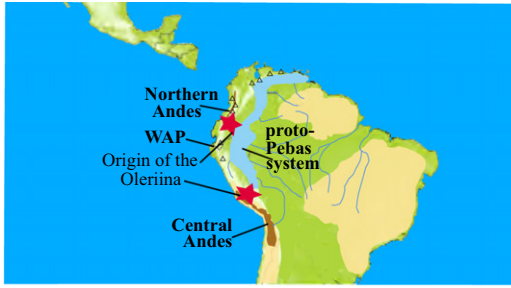 Northern
Andes
WAP
proto-
Pebas
system
Origin of the
Oleriina
Central
Andes